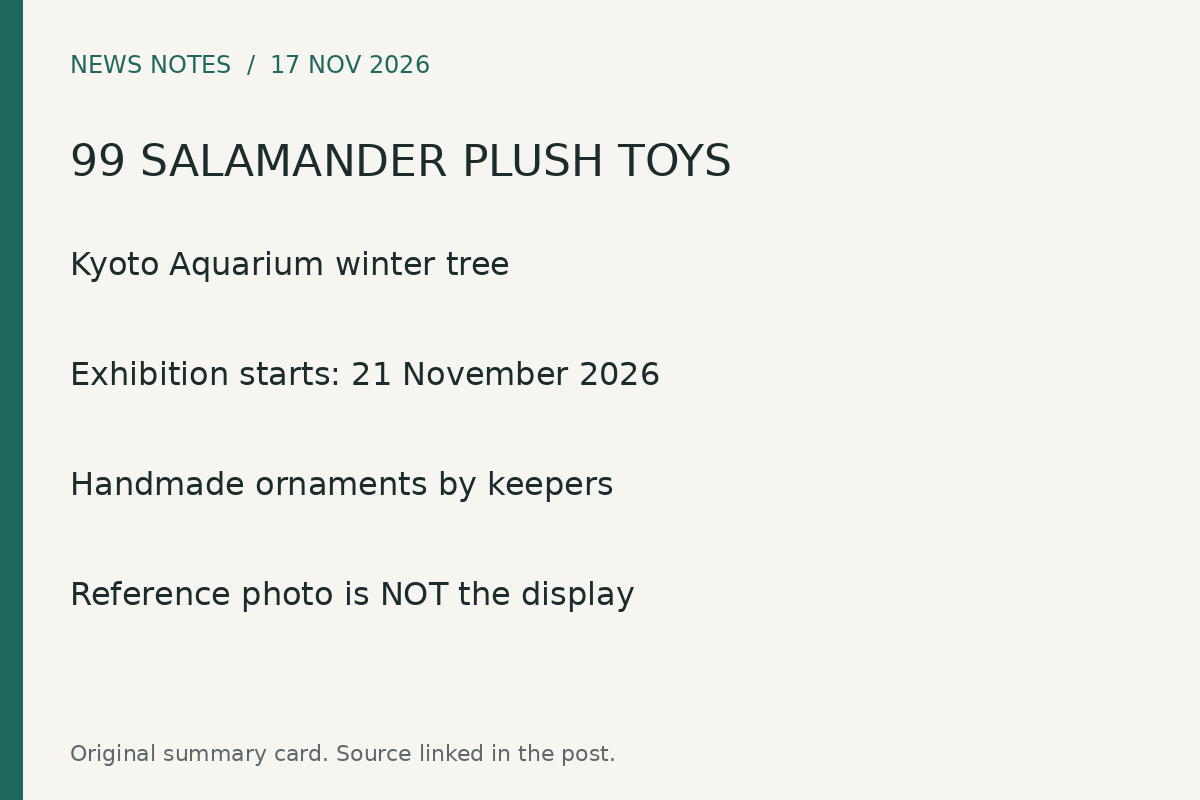 NEWS NOTES / 17 NOV 2026
99 SALAMANDER PLUSH TOYS
Kyoto Aquarium winter tree
Exhibition starts: 21 November 2026
Handmade ornaments by keepers
Reference photo is NOT the display
Original summary card. Source linked in the post.